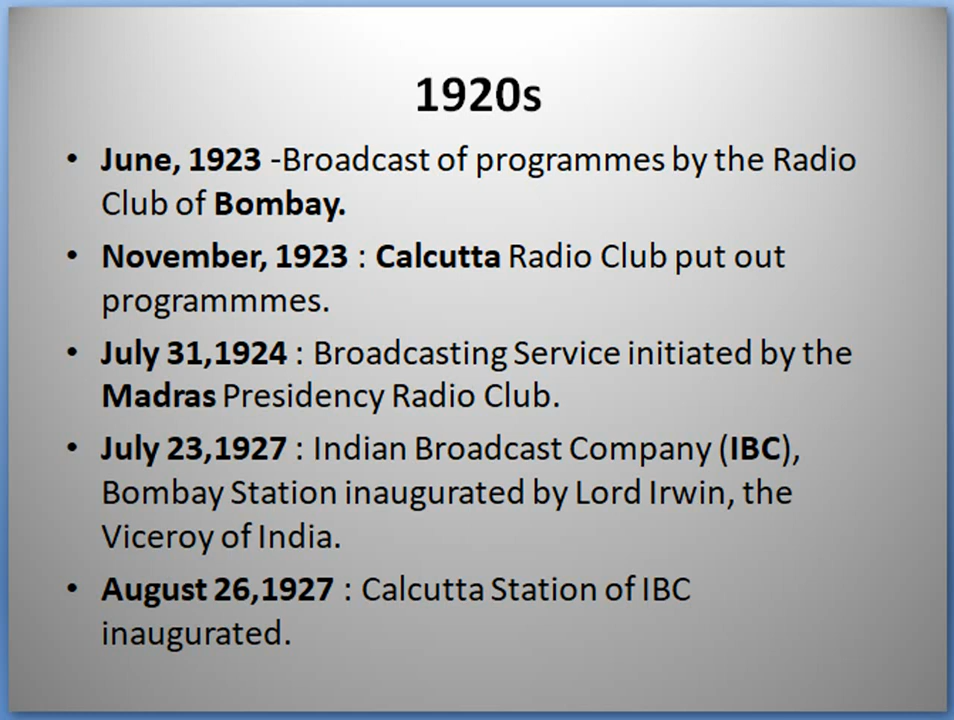 1920s
• June, 1923 -Broadcast of programmes by the Radio
Club of Bombay.
• November, 1923 : Calcutta Radio Club put out
programmmes.
• July 31,1924 : Broadcasting Service initiated by the
Madras Presidency Radio Club.
• July 23,1927 : Indian Broadcast Company (IBC),
Bombay Station inaugurated by Lord Irwin, the
Viceroy of India.
• August 26,1927 : Calcutta Station of IBC
inaugurated.